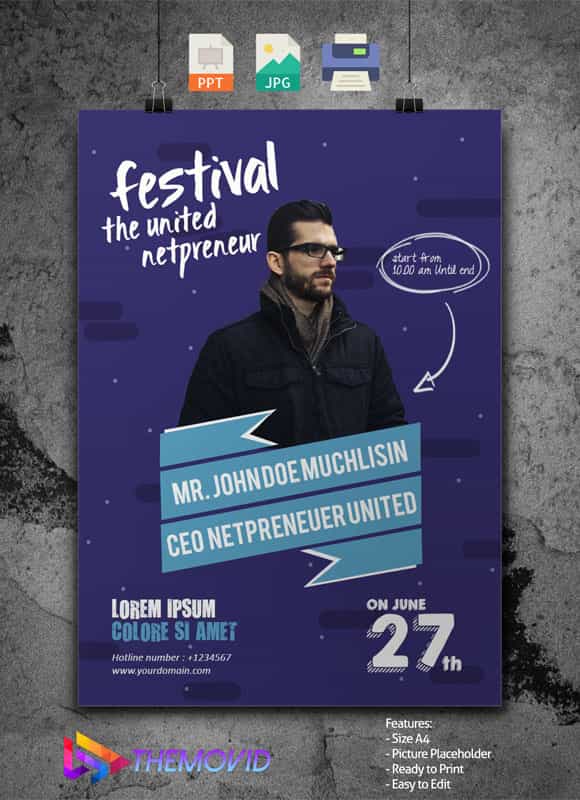 PPT
JPG
festival
the united
netpreneur
start from
10.00 am Until end
MR. JOHN DOE MUCHLISIN
CEO NETPRENEUER UNITED
LOREM IPSUM
COLORE SI AMET
Hotline number : +1234567
www.yourdomain.com
ON JUNE
27th
THEMOVID
Features:
- Size A4
- Picture Placeholder
- Ready to Print
- Easy to Edit